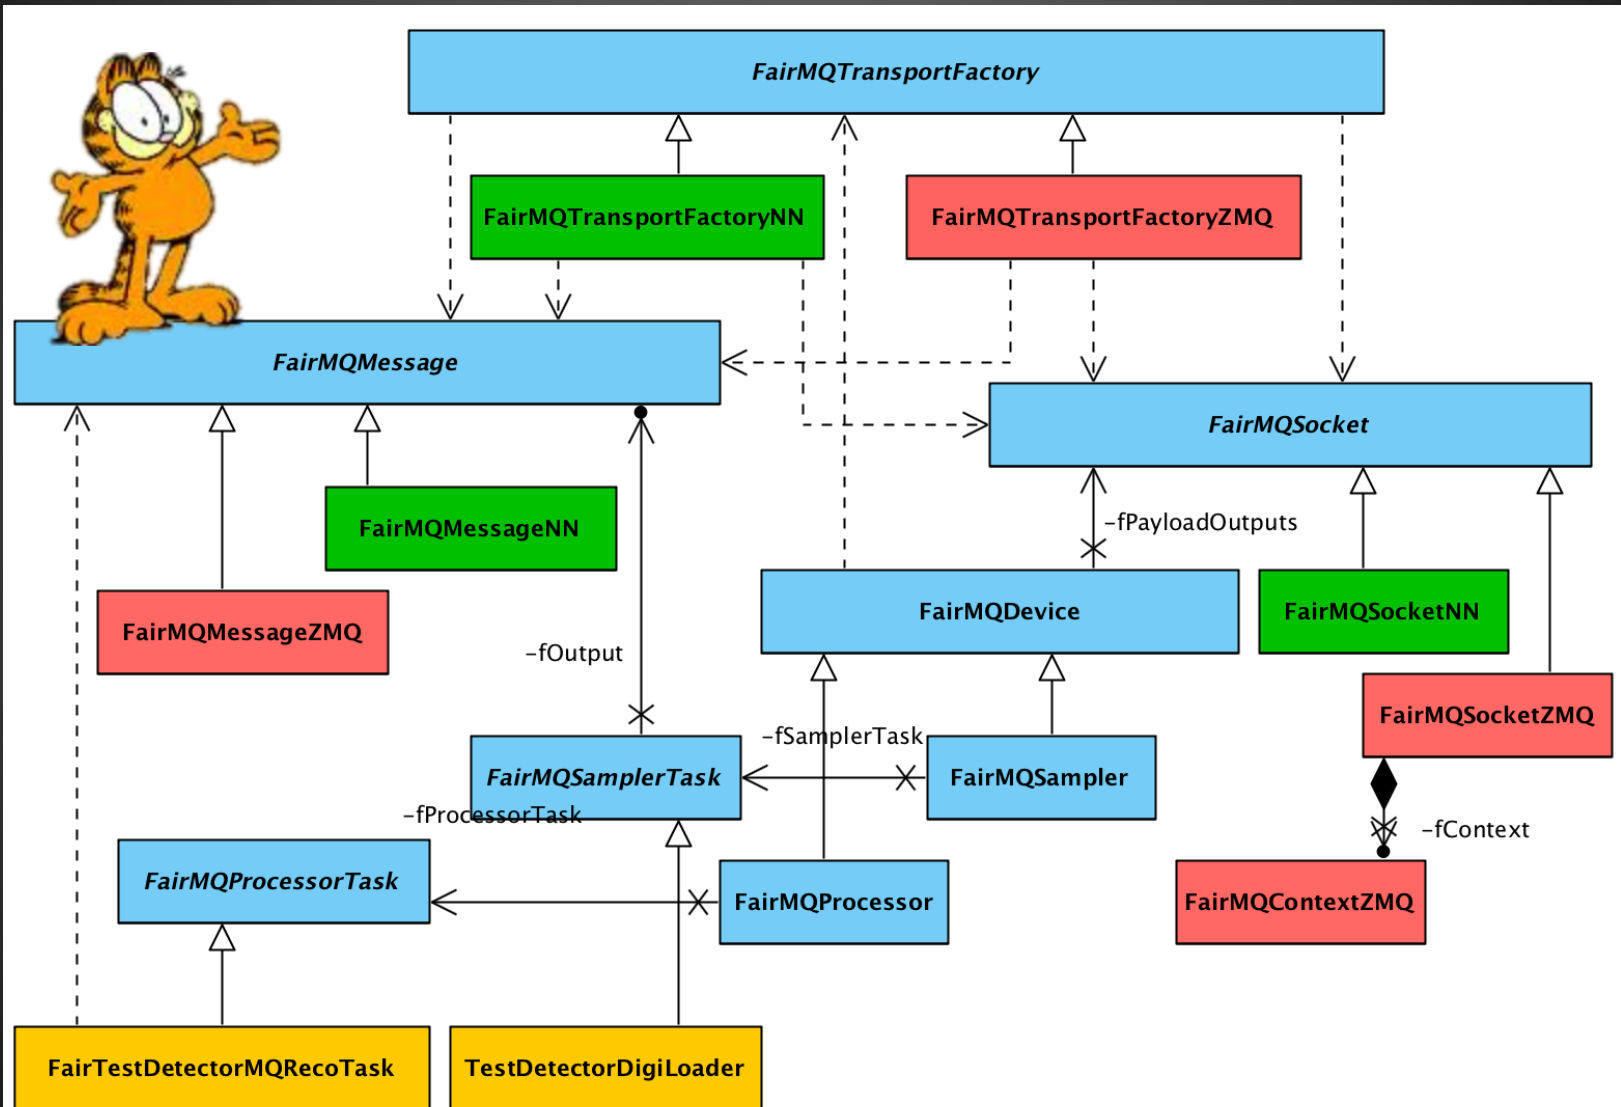 FairMQTransportFactory
FairMQTransportFactoryNN
FairMQTransportFactoryZMQ
FairMQMessage
FairMQSocket
FairMQMessageNN
-fPayloadOutputs
FairMQDevice
FairMQSocketNN
FairMQMessageZMQ
-fOutput
FairMQSocketZMQ
-fSamplerTask
FairMQSamplerTask
FairMQSampler
-fProcessorTask
-fContext
FairMQProcessorTask
FairMQProcessor
FairMQContextZMQ
FairTestDetectorMQRecoTask
TestDetectorDigiLoader